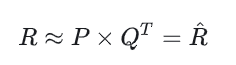 R ≈ P × Q^T = R̂